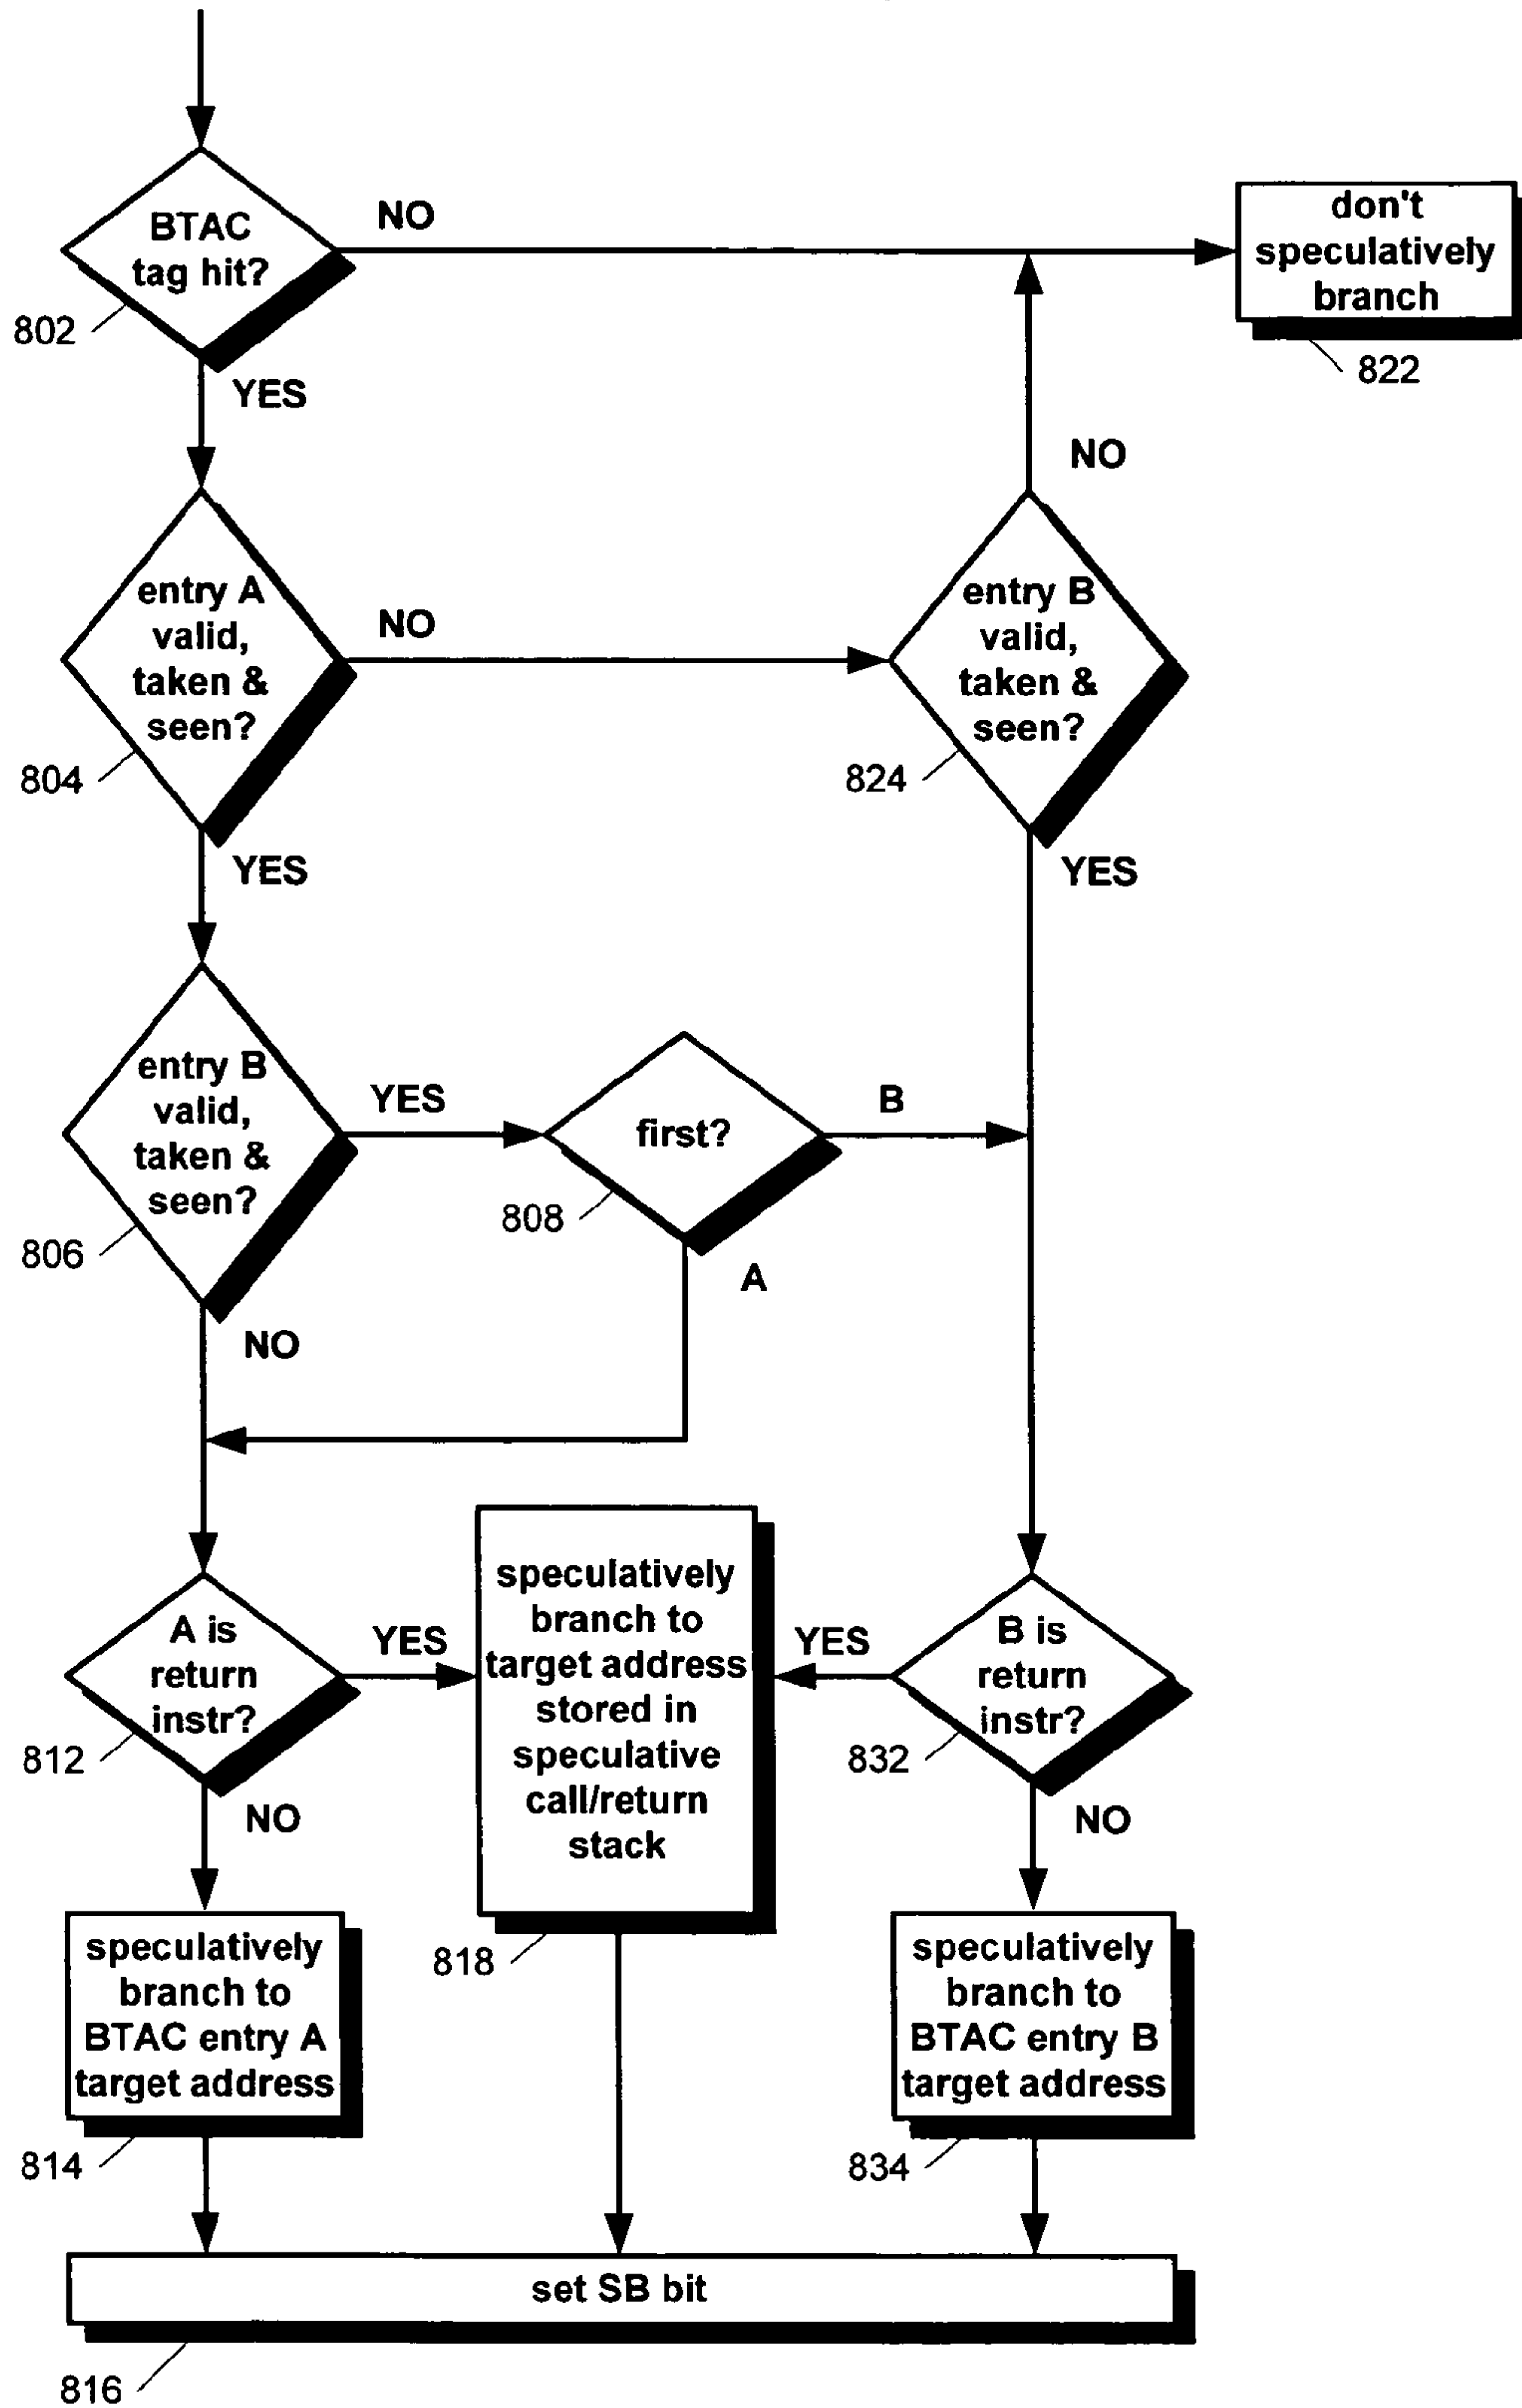 BTAC
tag hit?
NO
802
YES
don't
speculatively
branch
822
NO
entry A
valid,
taken &
seen?
NO
804
YES
entry B
valid,
taken &
seen?
824
YES
entry B
valid,
taken &
seen?
YES
806
NO
first?
B
808
A
A is
return
instr?
YES
812
NO
speculatively
branch to
target address
stored in
speculative
call/return
stack
818
YES
B is
return
instr?
832
NO
speculatively
branch to
BTAC entry A
target address
814
speculatively
branch to
BTAC entry B
target address
834
set SB bit
816